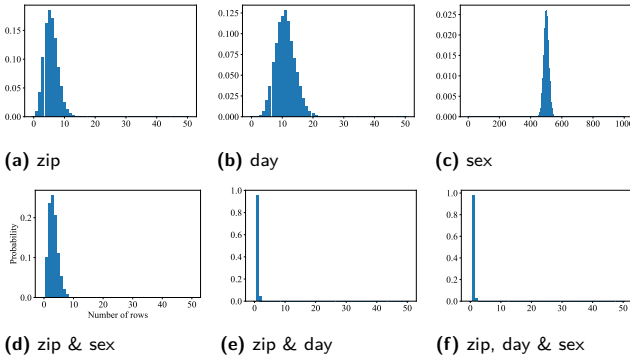 0.15
0.10
0.05
0.00
0 10 20 30 40 50
(a) zip
0.125
0.100
0.075
0.050
0.025
0.000
0 10 20 30 40 50
(b) day
0.025
0.020
0.015
0.010
0.005
0.000
0 200 400 600 800 1000
(c) sex
Probability
0.2
0.1
0.0
0 10 20 30 40 50
Number of rows
(d) zip & sex
1.0
0.8
0.6
0.4
0.2
0.0
0 10 20 30 40 50
(e) zip & day
1.0
0.8
0.6
0.4
0.2
0.0
0 10 20 30 40 50
(f) zip, day & sex